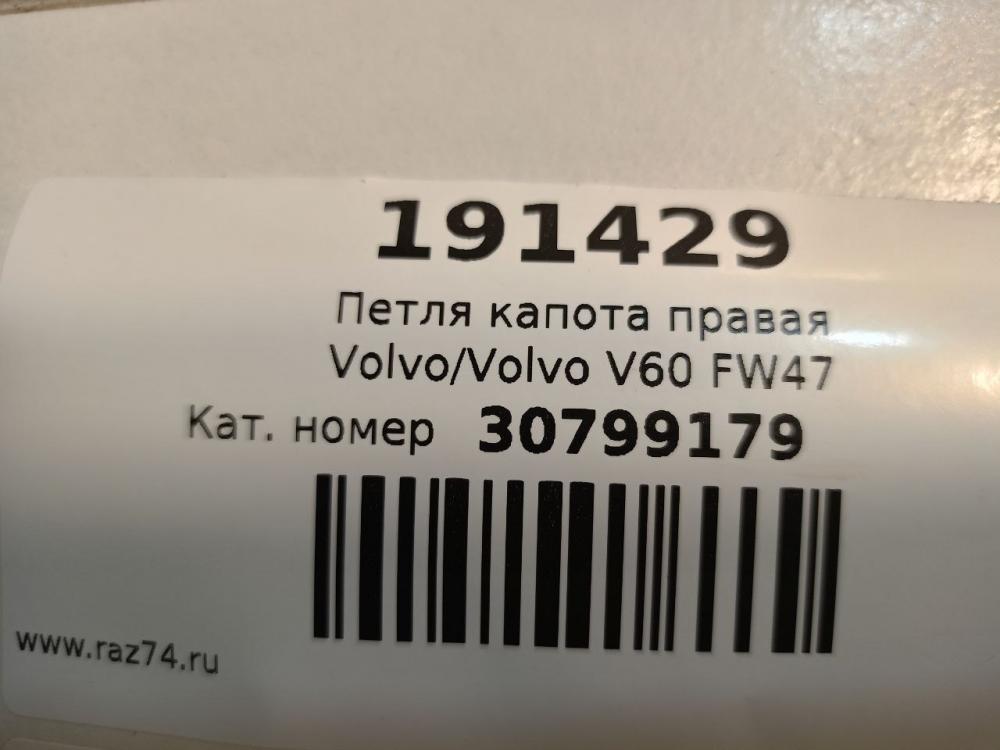 191429
Петля капота правая
Volvo/Volvo V60 FW47
Кат. номер 30799179
www.raz74.ru